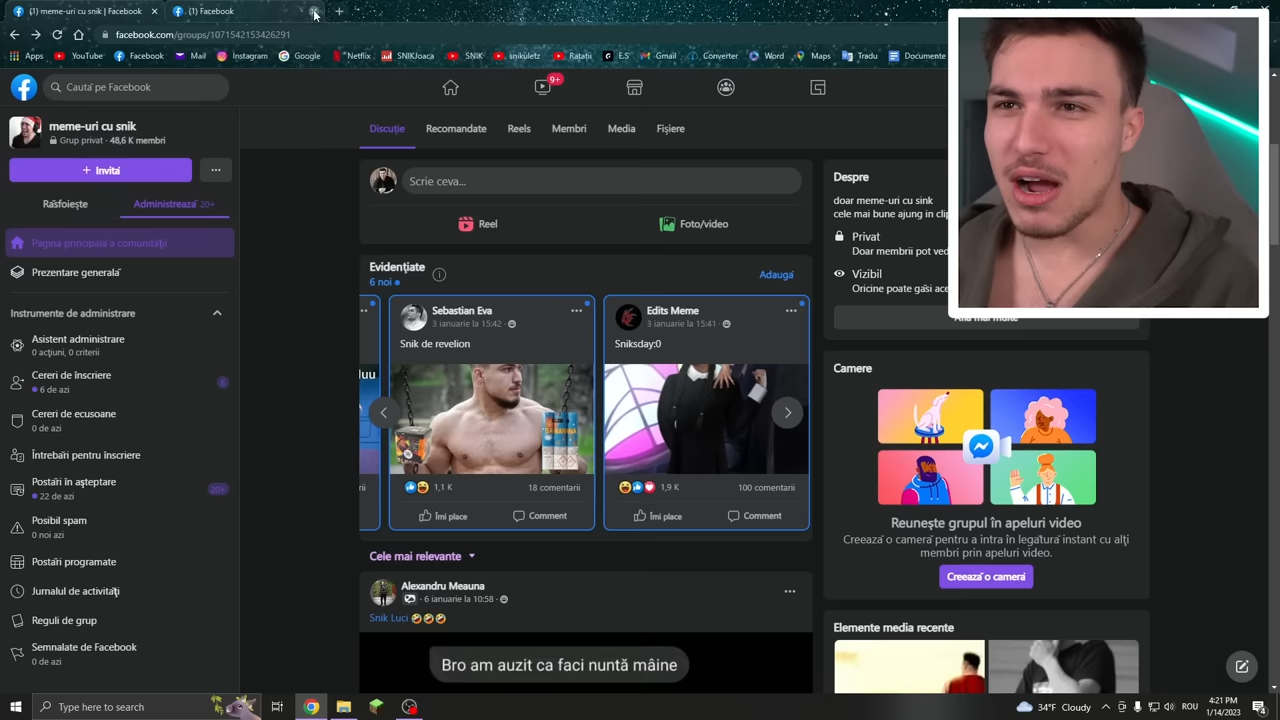 (1) meme-uri cu snik | Facebook
(1) Facebook
facebook.com/groups/1071542153426291
Apps YouTube Facebook Mail Instagram Google Netflix SNIKJoaca SNIK snikuletz Ratații E.S Gmail Converter Word Maps Tradu Documente
Caută pe Facebook
9+
meme-uri cu snik
Grup privat · 48,6 K membri
+ Invită
Răsfoiește
Administrează 20+
Pagina principală a comunității
Prezentare generală
Instrumente de administrare
Asistent administrare
0 acțiuni, 0 criterii
Cereri de înscriere
6 de azi
6
Cereri de ecusoane
0 de azi
Întrebări pentru înscriere
Postări în așteptare
22 de azi
20+
Posibil spam
0 noi azi
Postări programate
Jurnalul de activități
Reguli de grup
Semnalate de Facebook
0 de azi
Discuție Recomandate Reels Membri Media Fișiere
Scrie ceva...
Reel
Foto/video
Evidențiate
6 noi
Adaugă
luu
Sebastian Eva
3 ianuarie la 15:42
Snik de revelion
1,1 K
18 comentarii
Îmi place
Comment
Edits Meme
3 ianuarie la 15:41
Sniksday:0
1,9 K
100 comentarii
Îmi place
Comment
Cele mai relevante
Alexandru Meauna
6 ianuarie la 10:58
Snik Luci 🤣🤣🤣
Bro am auzit ca faci nuntă mâine
Despre
doar meme-uri cu sink
cele mai bune ajung in clip
Privat
Doar membrii pot ved
Vizibil
Oricine poate găsi ace
Află mai multe
Camere
Reunește grupul în apeluri video
Creează o cameră pentru a intra în legătură instant cu alți
membri prin apeluri video.
Creează o cameră
Elemente media recente
Type here to search
34°F Cloudy
ROU
4:21 PM
1/14/2023
4